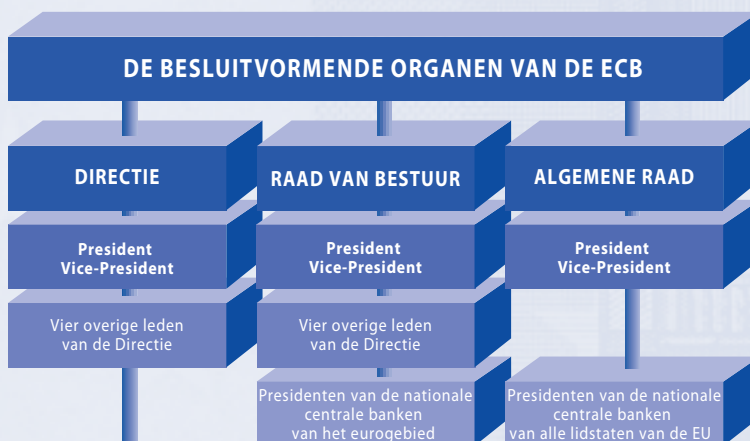 DE BESLUITVORMENDE ORGANEN VAN DE ECB
DIRECTIE
RAAD VAN BESTUUR
ALGEMENE RAAD
President
Vice-President
President
Vice-President
President
Vice-President
Vier overige leden
van de Directie
Vier overige leden
van de Directie
Presidenten van de nationale
centrale banken
van het eurogebied
Presidenten van de nationale
centrale banken
van alle lidstaten van de EU